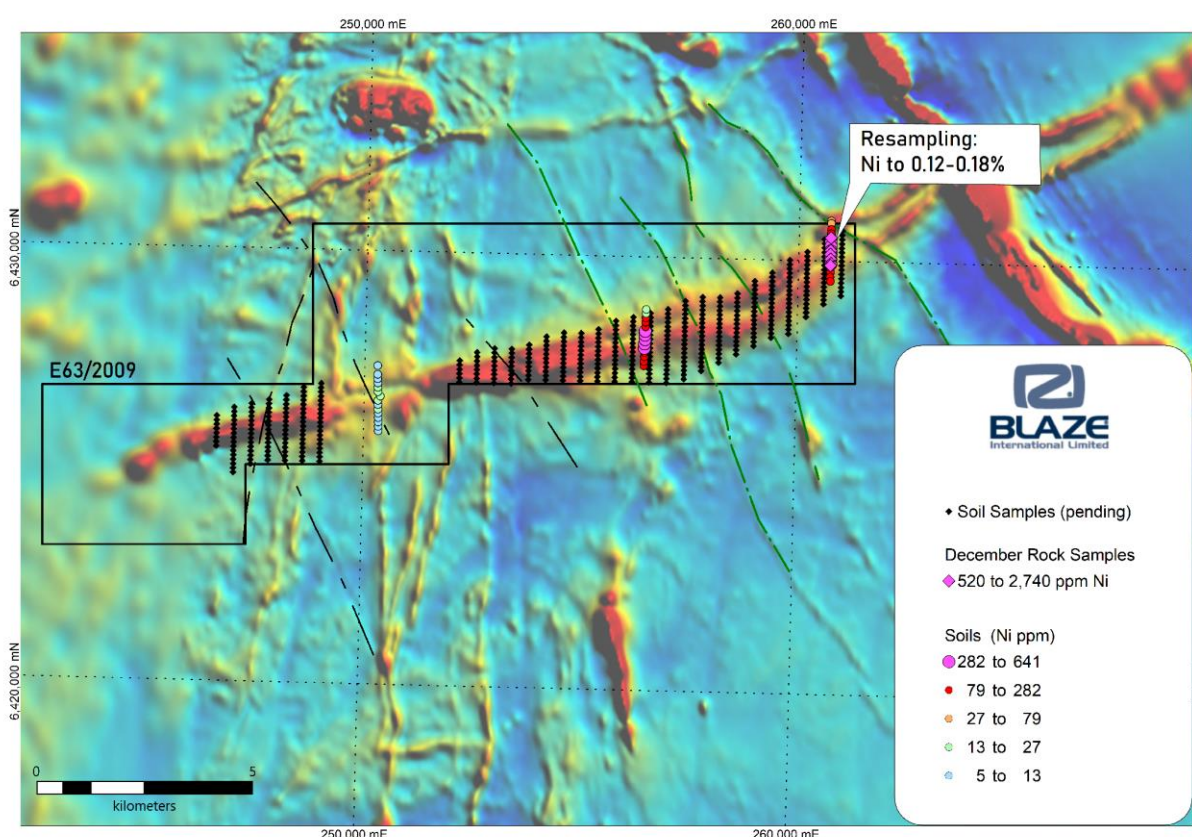 250,000 mE
260,000 mE
Resampling:
Ni to 0.12-0.18%
6,430,000 mN
E63/2009
BLAZE
International Limited
Soil Samples (pending)
December Rock Samples
520 to 2,740 ppm Ni
Soils (Ni ppm)
282 to 641
79 to 282
27 to 79
13 to 27
5 to 13
6,420,000 mN
0
5
kilometers
250,000 mE
260,000 mE